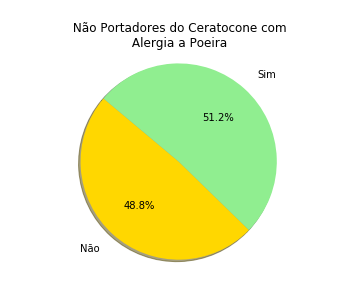 Não Portadores do Ceratocone com
Alergia a Poeira
Sim
51.2%
48.8%
Não